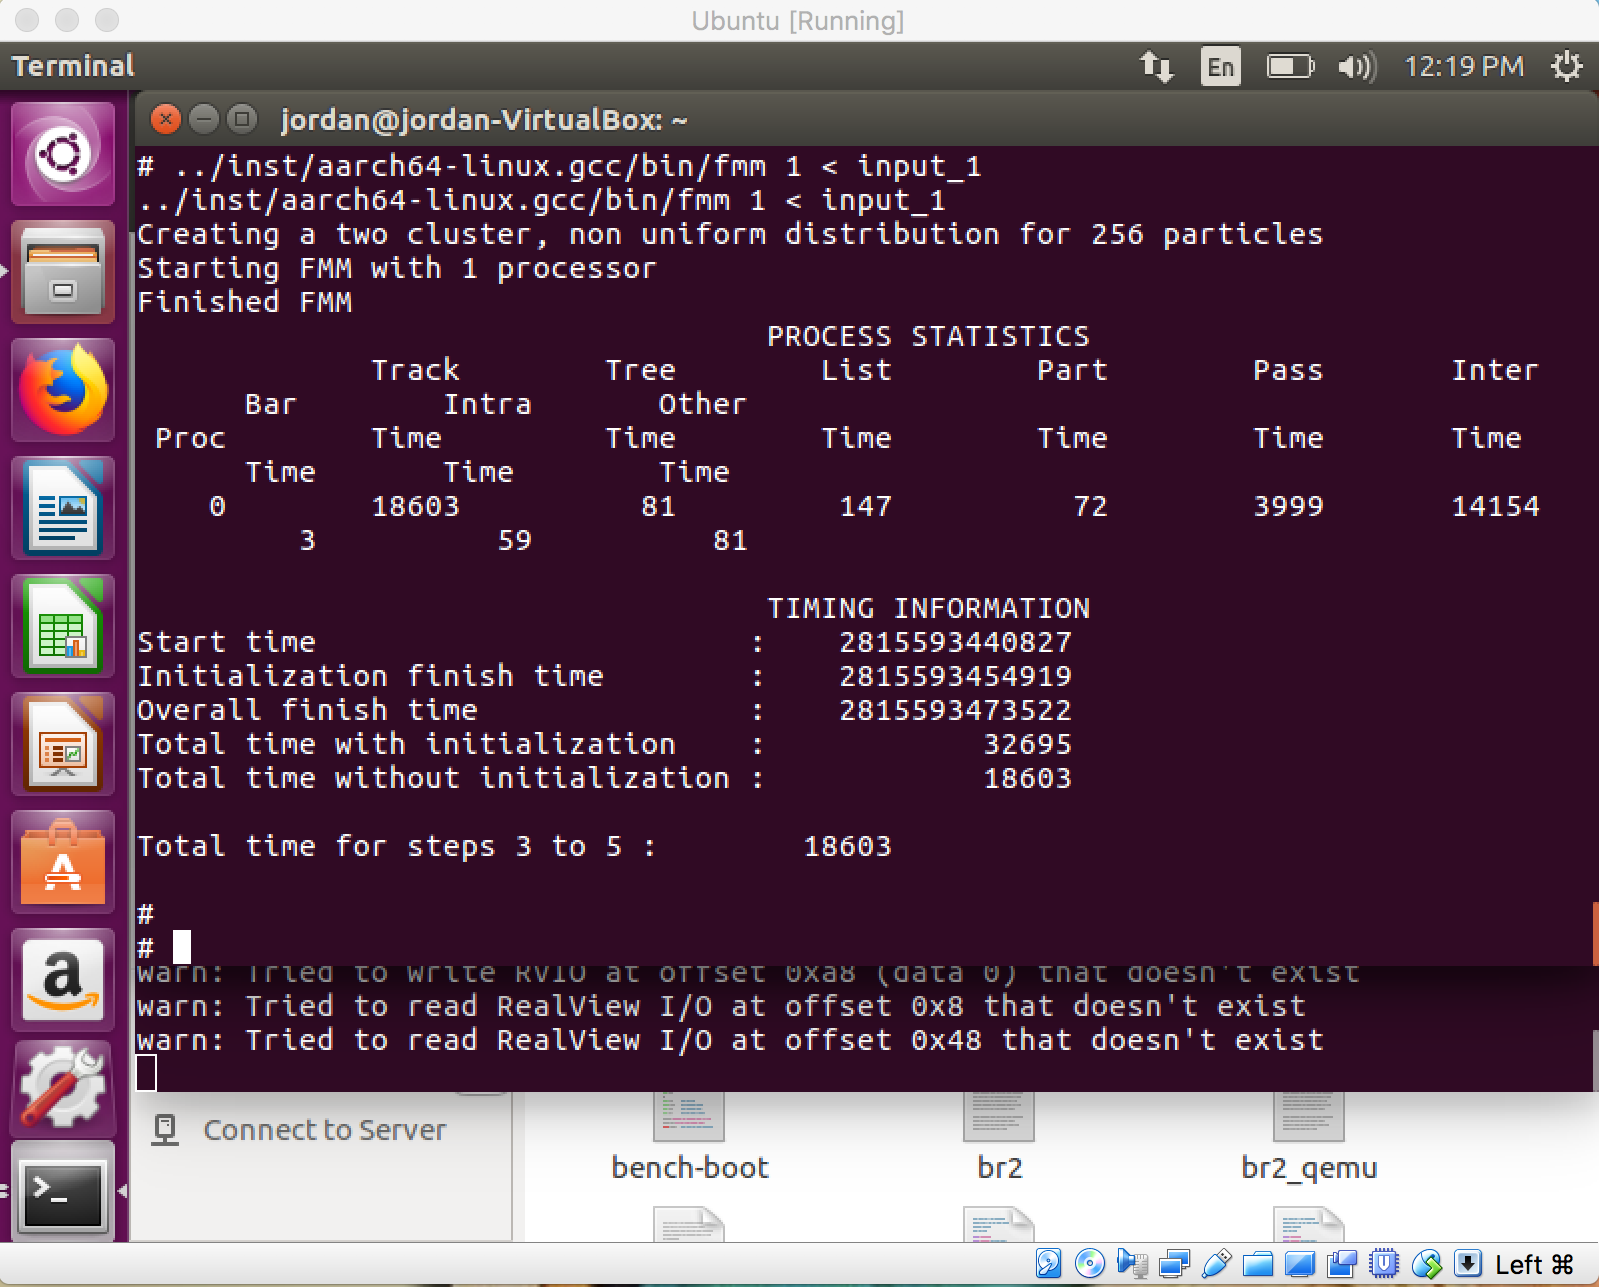 Ubuntu [Running]
Terminal En 12:19 PM
jordan@jordan-VirtualBox: ~
# ../inst/aarch64-linux.gcc/bin/fmm 1 < input_1
../inst/aarch64-linux.gcc/bin/fmm 1 < input_1
Creating a two cluster, non uniform distribution for 256 particles
Starting FMM with 1 processor
Finished FMM
PROCESS STATISTICS
Track Tree List Part Pass Inter
Bar Intra Other
Proc Time Time Time Time Time Time
Time Time Time
0 18603 81 147 72 3999 14154
3 59 81
TIMING INFORMATION
Start time : 2815593440827
Initialization finish time : 2815593454919
Overall finish time : 2815593473522
Total time with initialization : 32695
Total time without initialization : 18603
Total time for steps 3 to 5 : 18603
#
#
warn: Tried to write RVIO at offset 0xa8 (data 0) that doesn't exist
warn: Tried to read RealView I/O at offset 0x8 that doesn't exist
warn: Tried to read RealView I/O at offset 0x48 that doesn't exist
Connect to Server
bench-boot br2 br2_qemu
Left ⌘